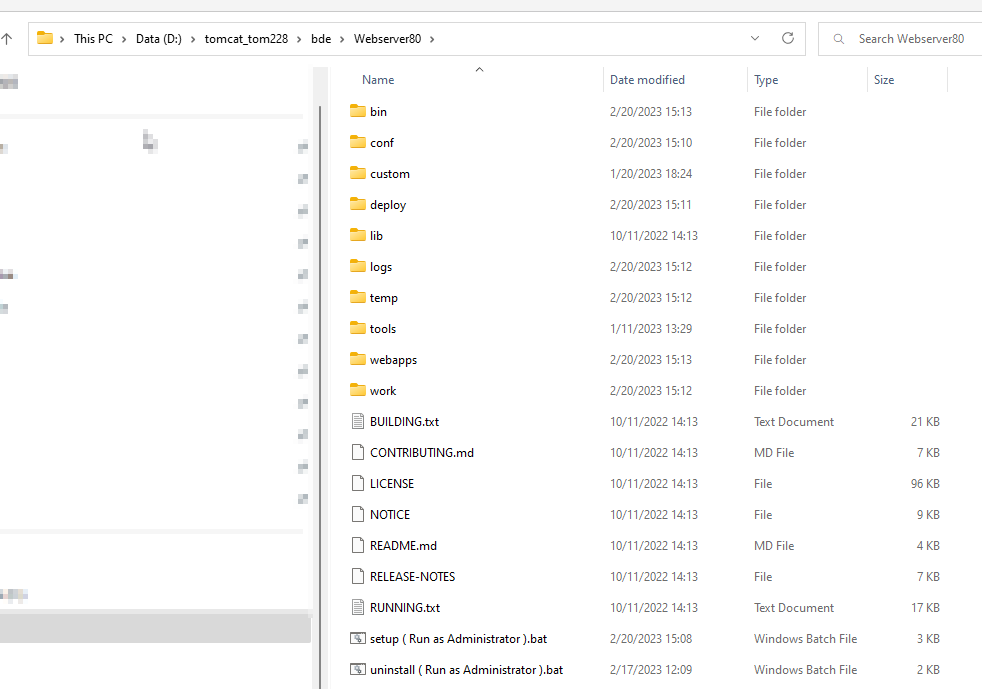 This PC > Data (D:) > tomcat_tom228 > bde > Webserver80 >
Search Webserver80
Name Date modified Type Size
bin 2/20/2023 15:13 File folder
conf 2/20/2023 15:10 File folder
custom 1/20/2023 18:24 File folder
deploy 2/20/2023 15:11 File folder
lib 10/11/2022 14:13 File folder
logs 2/20/2023 15:12 File folder
temp 2/20/2023 15:12 File folder
tools 1/11/2023 13:29 File folder
webapps 2/20/2023 15:13 File folder
work 2/20/2023 15:12 File folder
BUILDING.txt 10/11/2022 14:13 Text Document 21 KB
CONTRIBUTING.md 10/11/2022 14:13 MD File 7 KB
LICENSE 10/11/2022 14:13 File 96 KB
NOTICE 10/11/2022 14:13 File 9 KB
README.md 10/11/2022 14:13 MD File 4 KB
RELEASE-NOTES 10/11/2022 14:13 File 7 KB
RUNNING.txt 10/11/2022 14:13 Text Document 17 KB
setup ( Run as Administrator ).bat 2/20/2023 15:08 Windows Batch File 3 KB
uninstall ( Run as Administrator ).bat 2/17/2023 12:09 Windows Batch File 2 KB